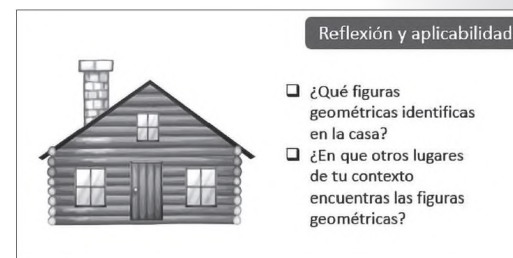 Reflexión y aplicabilidad
¿Qué figuras
geométricas identificas
en la casa?
¿En que otros lugares
de tu contexto
encuentras las figuras
geométricas?